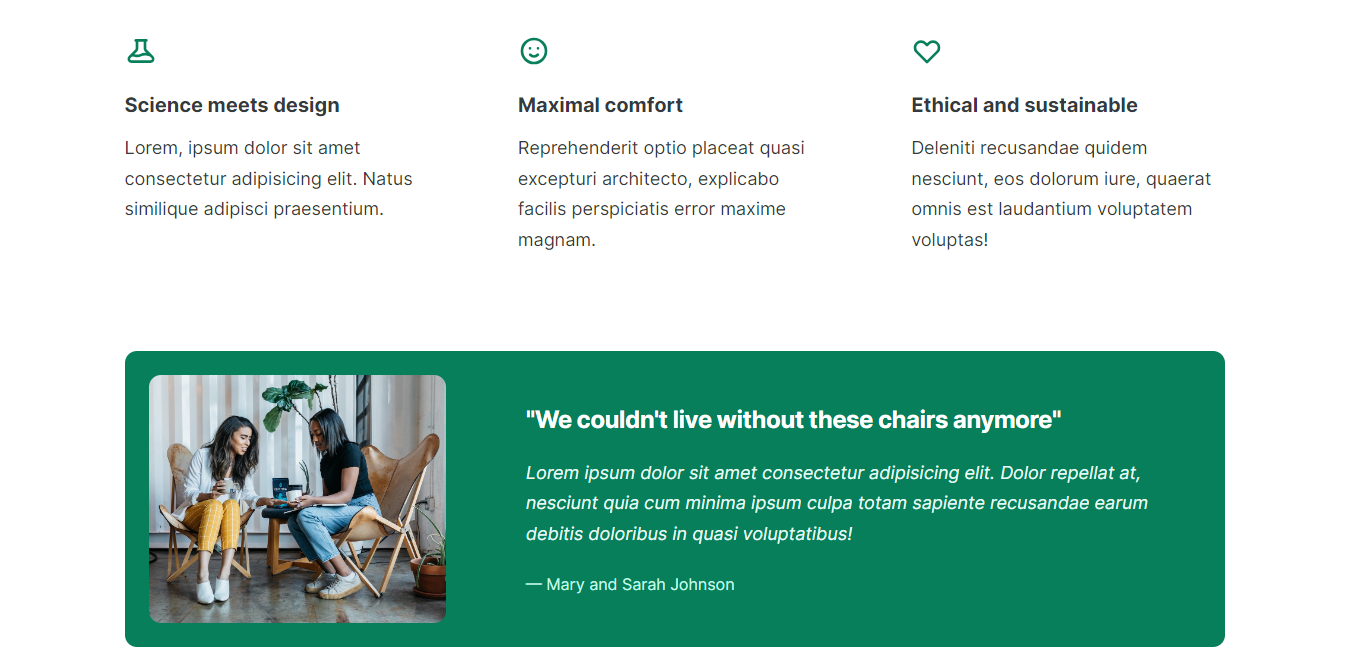 Science meets design
Lorem, ipsum dolor sit amet
consectetur adipisicing elit. Natus
similique adipisci praesentium.
Maximal comfort
Reprehenderit optio placeat quasi
excepturi architecto, explicabo
facilis perspiciatis error maxime
magnam.
Ethical and sustainable
Deleniti recusandae quidem
nesciunt, eos dolorum iure, quaerat
omnis est laudantium voluptatem
voluptas!
"We couldn't live without these chairs anymore"
Lorem ipsum dolor sit amet consectetur adipisicing elit. Dolor repellat at,
nesciunt quia cum minima ipsum culpa totam sapiente recusandae earum
debitis doloribus in quasi voluptatibus!
— Mary and Sarah Johnson